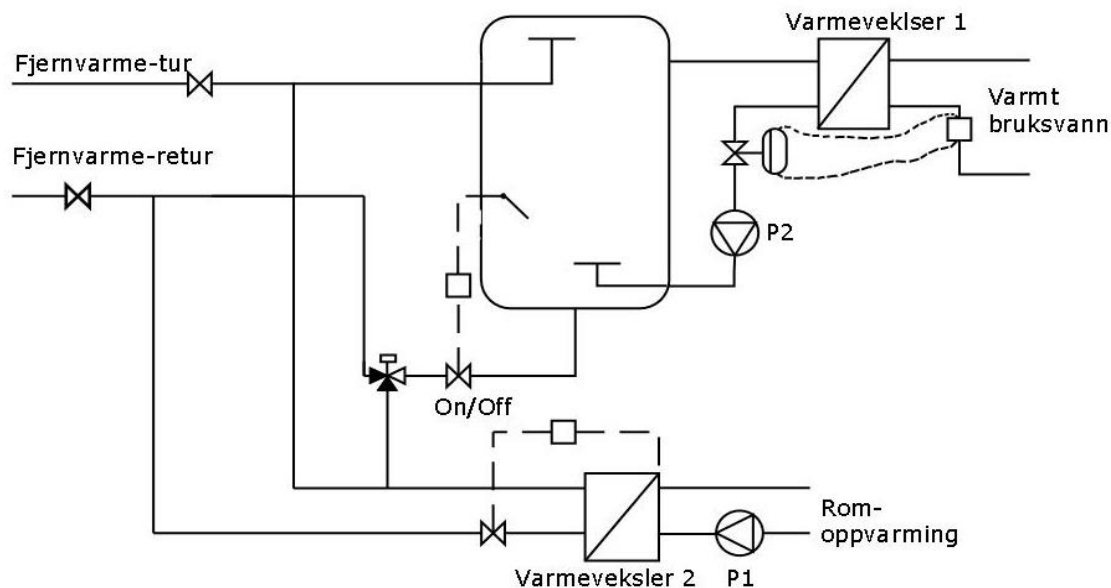 Varmeveklser 1
Fjernvarme-tur
Varmt
bruksvann
Fjernvarme-retur
P2
On/Off
Rom-
oppvarming
Varmeveksler 2
P1